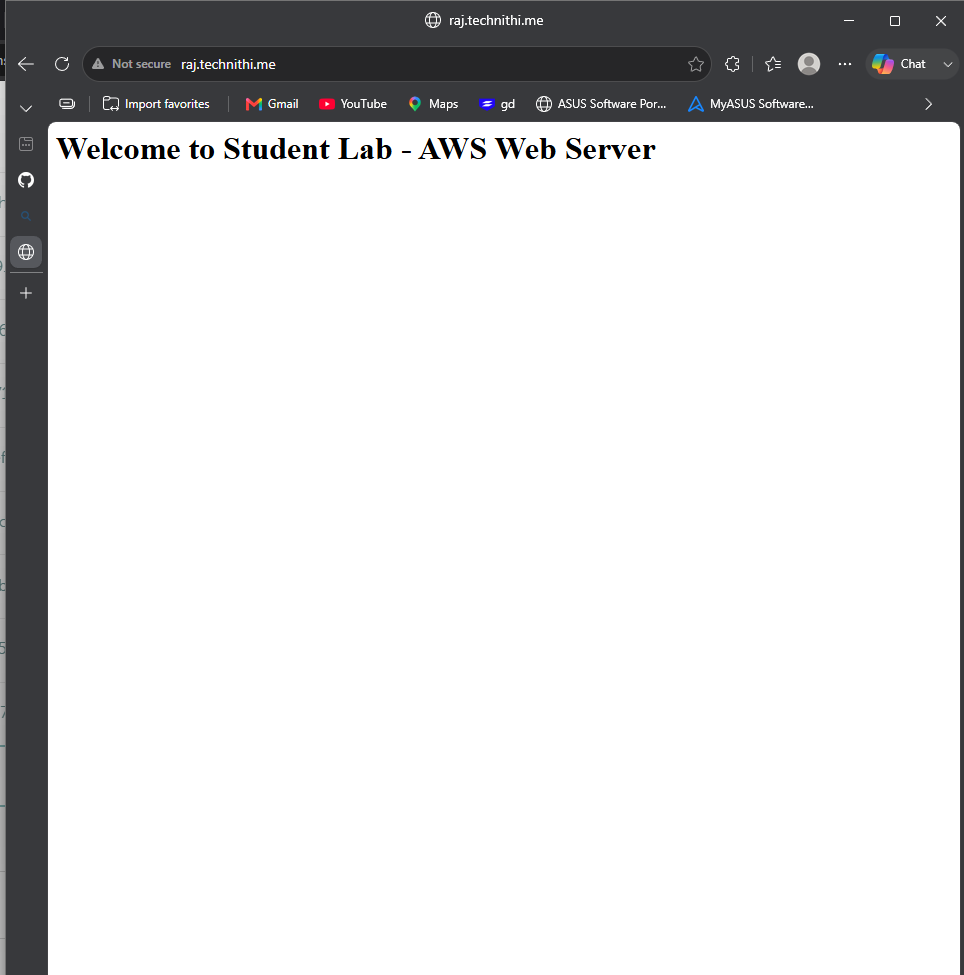 raj.technithi.me
Not secure raj.technithi.me
Chat
Import favorites Gmail YouTube Maps gd ASUS Software Por... MyASUS Software...
Welcome to Student Lab - AWS Web Server